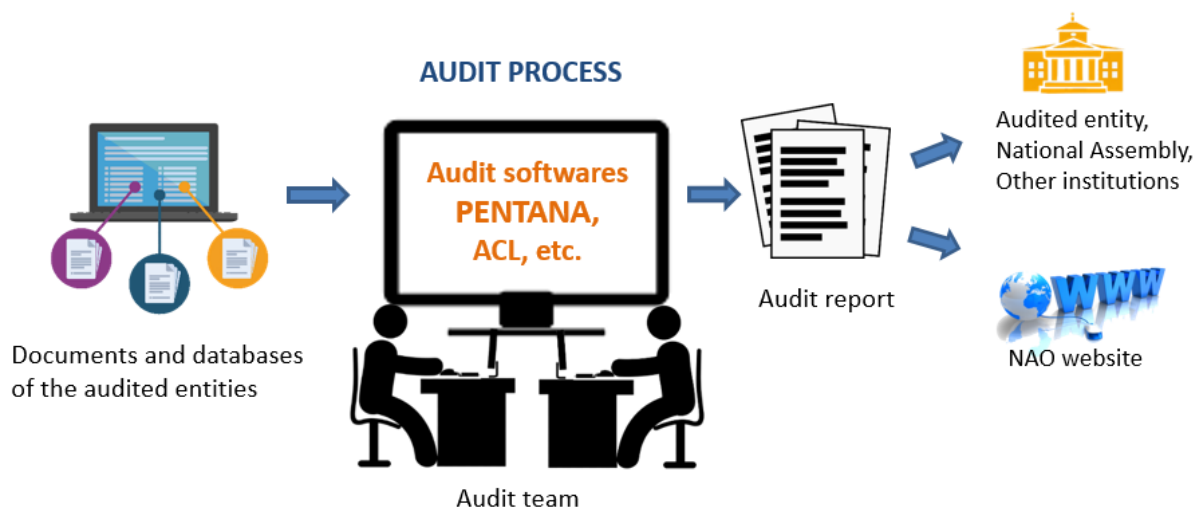 AUDIT PROCESS
Documents and databases
of the audited entities
Audit softwares
PENTANA,
ACL, etc.
Audit team
Audit report
Audited entity,
National Assembly,
Other institutions
WWW
NAO website